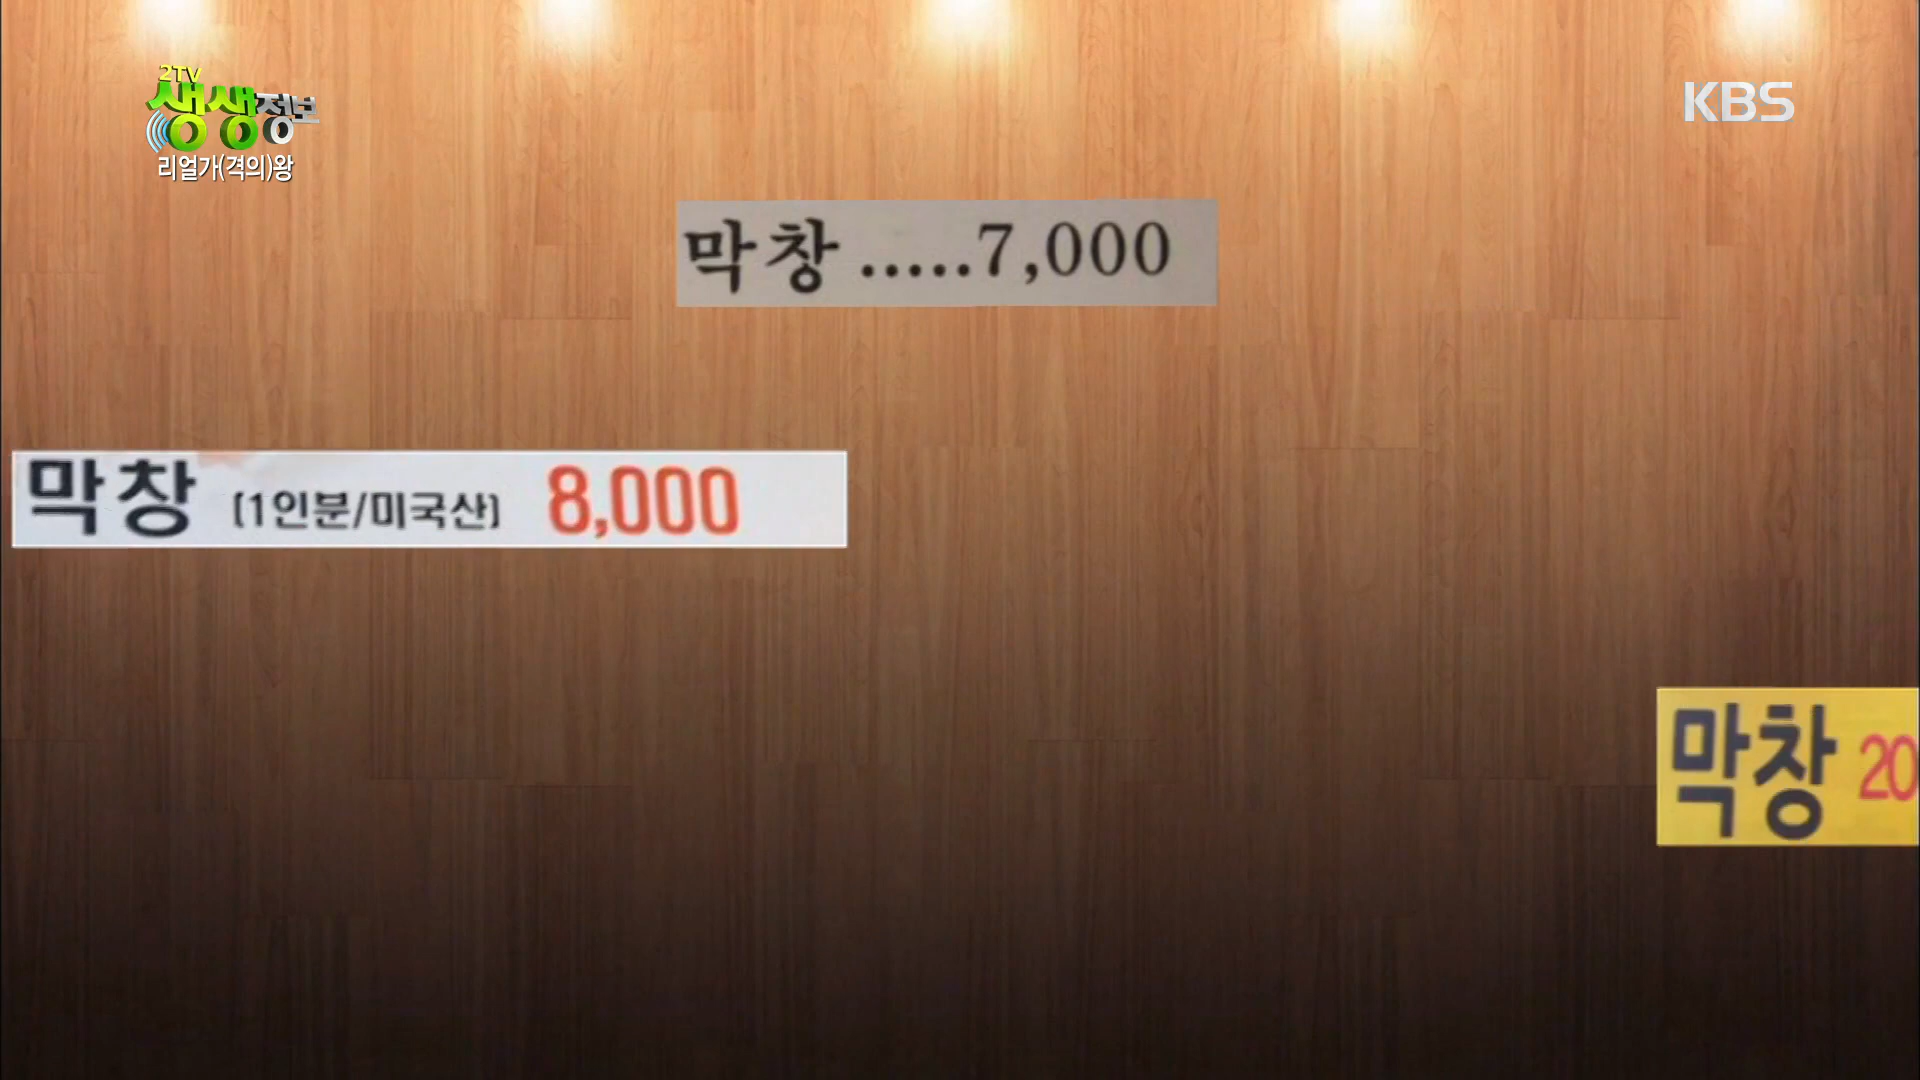 2TV
생생정보
리얼가(격의)왕
KBS
막창 .....7,000
막창 (1인분/미국산) 8,000
막창 20